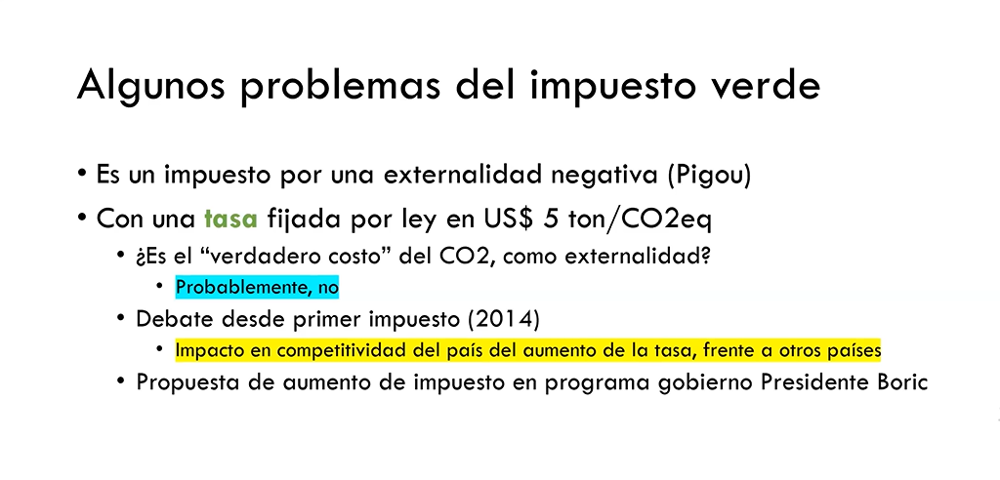 Algunos problemas del impuesto verde
• Es un impuesto por una externalidad negativa (Pigou)
• Con una tasa fijada por ley en US$ 5 ton/CO2eq
• ¿Es el “verdadero costo” del CO2, como externalidad?
• Probablemente, no
• Debate desde primer impuesto (2014)
• Impacto en competitividad del país del aumento de la tasa, frente a otros países
• Propuesta de aumento de impuesto en programa gobierno Presidente Boric